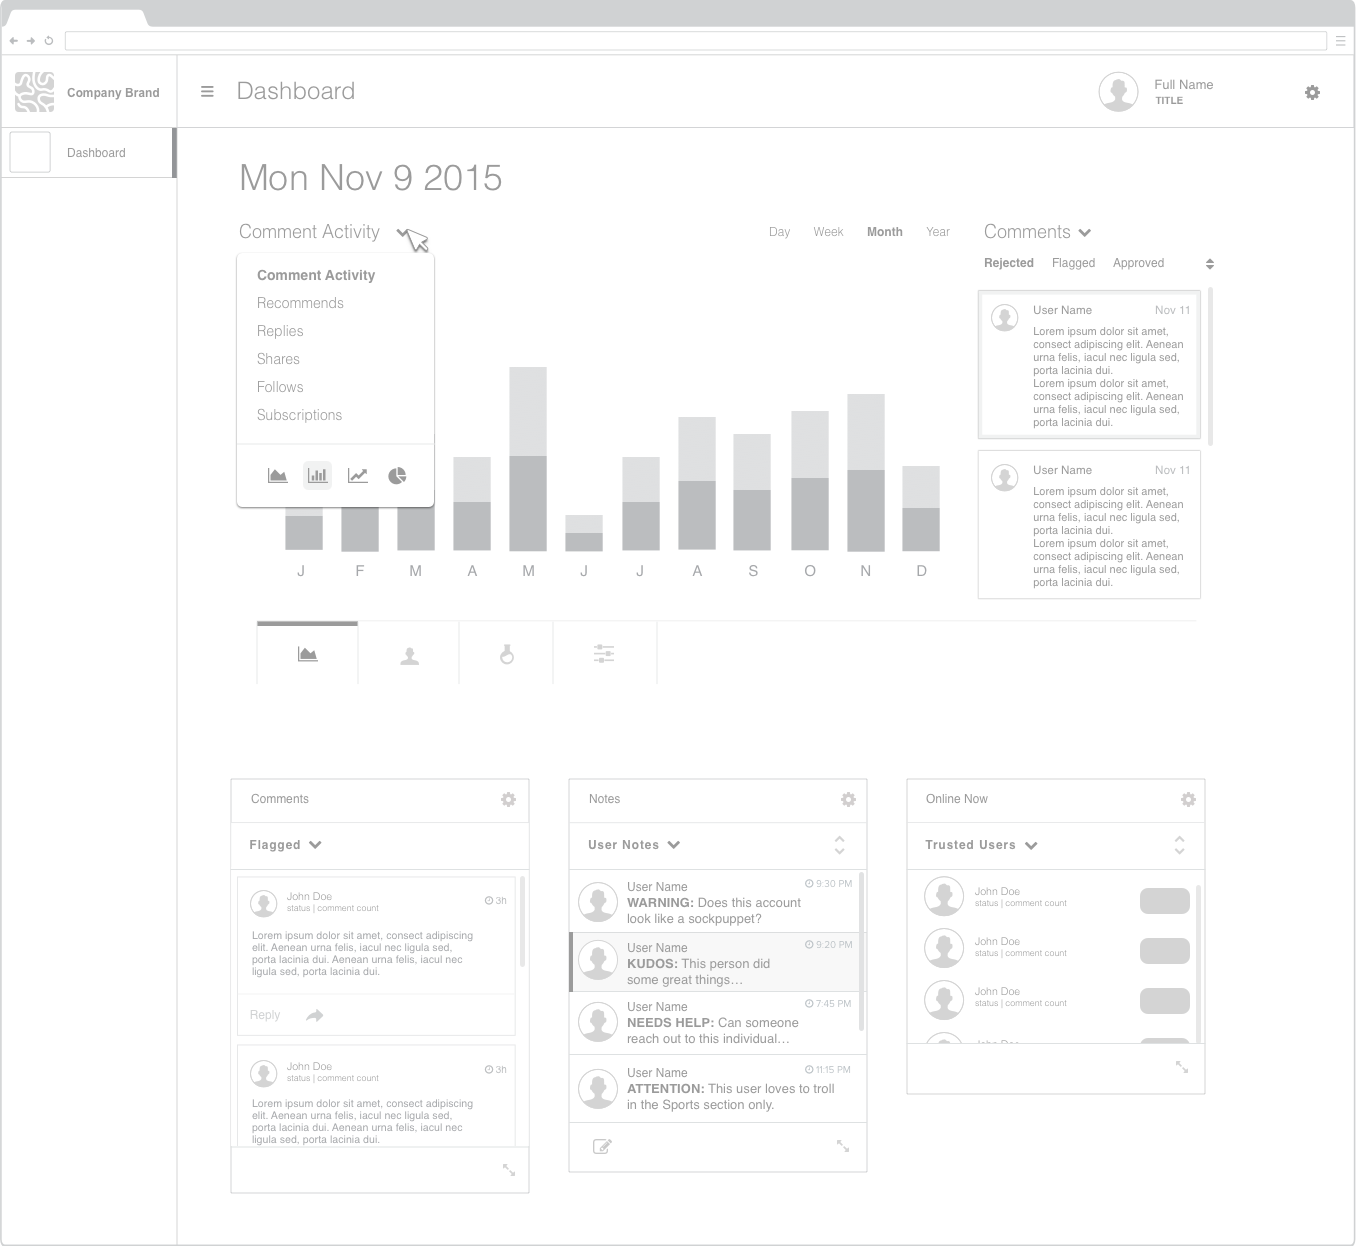 Company Brand
Dashboard
Full Name
TITLE
Dashboard
Mon Nov 9 2015
Comment Activity
Day Week Month Year
Comment Activity
Recommends
Replies
Shares
Follows
Subscriptions
J F M A M J J A S O N D
Comments
Rejected Flagged Approved
User Name Nov 11
Lorem ipsum dolor sit amet,
consect adipiscing elit. Aenean
urna felis, iacul nec ligula sed,
porta lacinia dui.
Lorem ipsum dolor sit amet,
consect adipiscing elit. Aenean
urna felis, iacul nec ligula sed,
porta lacinia dui.
User Name Nov 11
Lorem ipsum dolor sit amet,
consect adipiscing elit. Aenean
urna felis, iacul nec ligula sed,
porta lacinia dui.
Lorem ipsum dolor sit amet,
consect adipiscing elit. Aenean
urna felis, iacul nec ligula sed,
porta lacinia dui.
Comments
Flagged
John Doe 3h
status | comment count
Lorem ipsum dolor sit amet, consect adipiscing
elit. Aenean urna felis, iacul nec ligula sed,
porta lacinia dui. Aenean urna felis, iacul nec
ligula sed, porta lacinia dui.
Reply
John Doe 3h
status | comment count
Lorem ipsum dolor sit amet, consect adipiscing
elit. Aenean urna felis, iacul nec ligula sed,
porta lacinia dui. Aenean urna felis, iacul nec
ligula sed, porta lacinia dui.
Notes
User Notes
User Name 9:30 PM
WARNING: Does this account
look like a sockpuppet?
User Name 9:20 PM
KUDOS: This person did
some great things...
User Name 7:45 PM
NEEDS HELP: Can someone
reach out to this individual...
User Name 11:15 PM
ATTENTION: This user loves to troll
in the Sports section only.
Online Now
Trusted Users
John Doe
status | comment count
John Doe
status | comment count
John Doe
status | comment count
John Doe